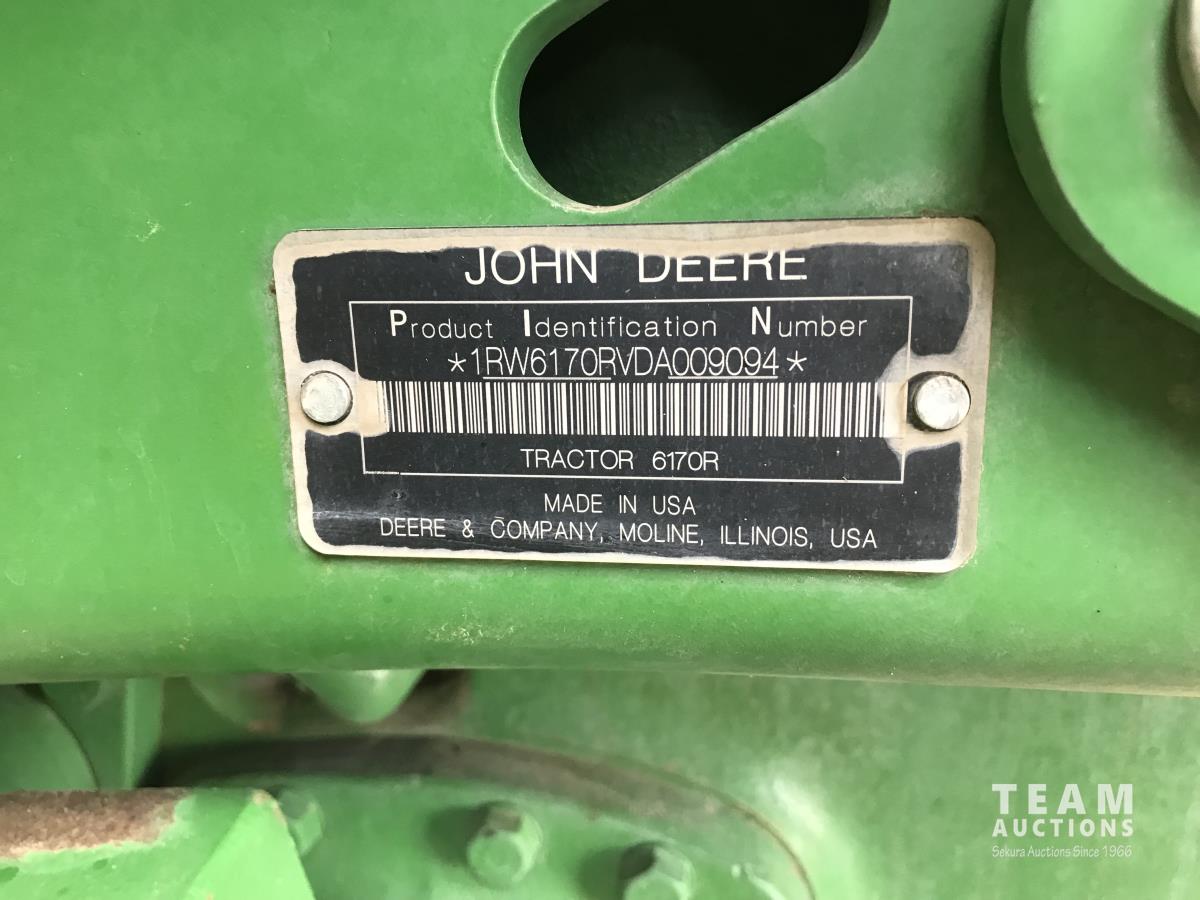 JOHN DEERE
Product Identification Number
*1RW6170RVDA009094*
TRACTOR 6170R
MADE IN USA
DEERE & COMPANY, MOLINE, ILLINOIS, USA
TEAM
AUCTIONS
Sekura Auctions Since 1966